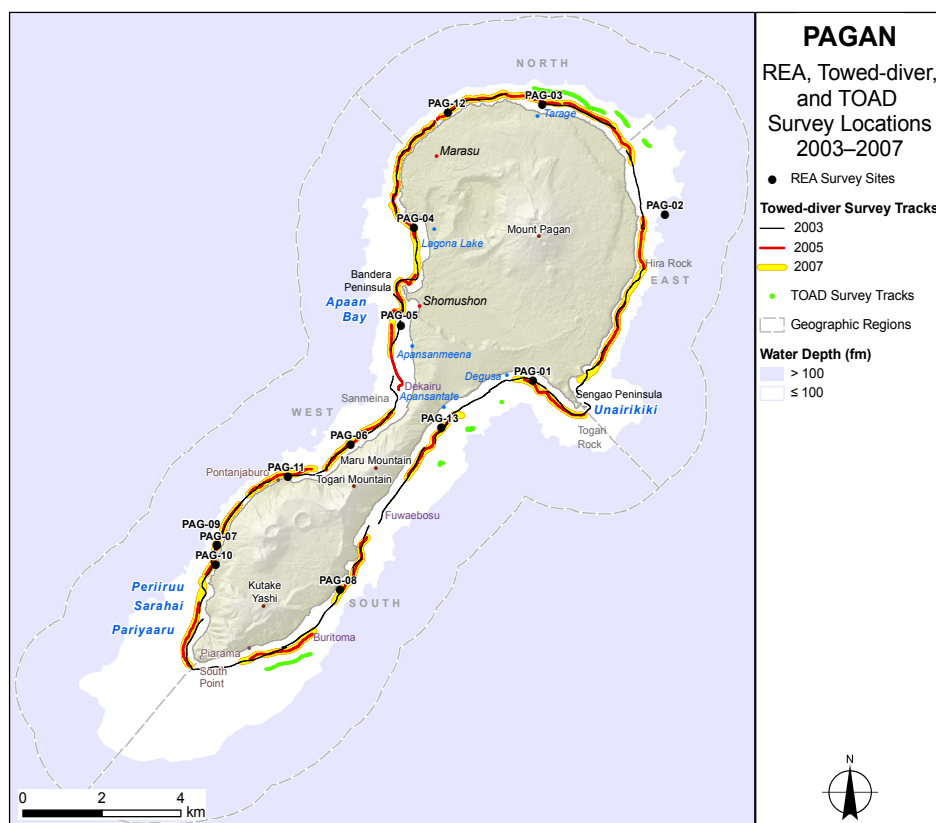 PAGAN
REA, Towed-diver,
and TOAD
Survey Locations
2003–2007
REA Survey Sites
Towed-diver Survey Tracks
2003
2005
2007
TOAD Survey Tracks
Geographic Regions
Water Depth (fm)
> 100
≤ 100
N
NORTH
PAG-12
PAG-03
Tarage
Marasu
PAG-02
PAG-04
Lagona Lake
Mount Pagan
Hira Rock
EAST
Bandera
Peninsula
Apaan
Bay
Shomushon
PAG-05
Apansanmeena
Degusa
PAG-01
Dekairu
Sanmeina
Apansantate
Sengao Peninsula
Unairikiki
WEST
PAG-13
Togari
Rock
PAG-06
Maru Mountain
PAG-11
Pontanjaburo
Togari Mountain
Fuwaebosu
PAG-09
PAG-07
PAG-10
PAG-08
Kutake
Yashi
Periiruu
Sarahai
SOUTH
Pariyaaru
Buritoma
Piarama
South
Point
0 2 4
km